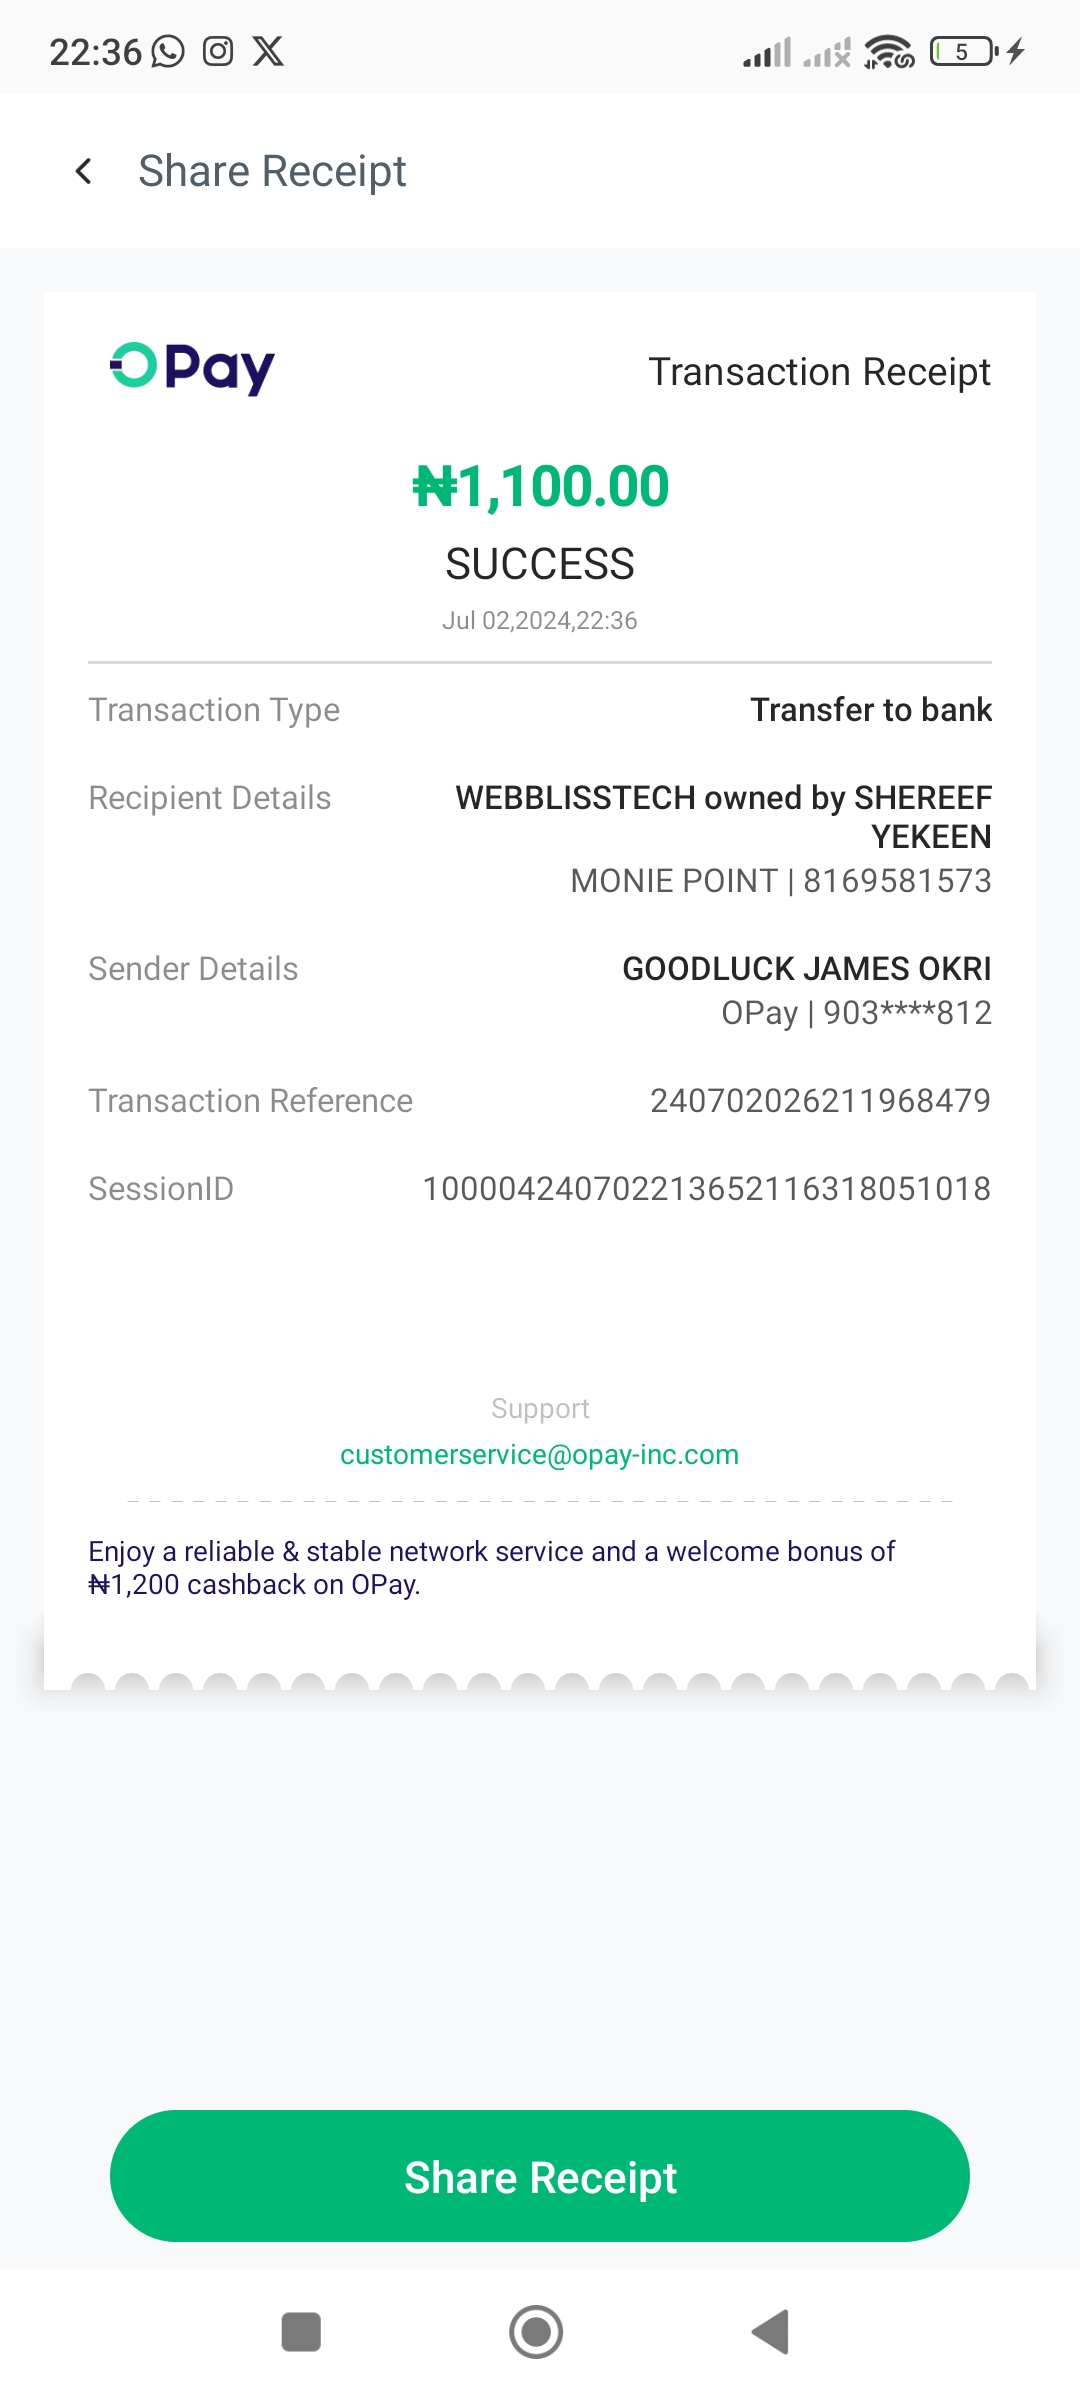 22:36
5
Share Receipt
OPay
Transaction Receipt
₦1,100.00
SUCCESS
Jul 02,2024,22:36
Transaction Type Transfer to bank
Recipient Details WEBBLISSTECH owned by SHEREEF
YEKEEN
MONIE POINT | 8169581573
Sender Details GOODLUCK JAMES OKRI
OPay | 903****812
Transaction Reference 240702026211968479
SessionID 100004240702213652116318051018
Support
customerservice@opay-inc.com
Enjoy a reliable & stable network service and a welcome bonus of
₦1,200 cashback on OPay.
Share Receipt